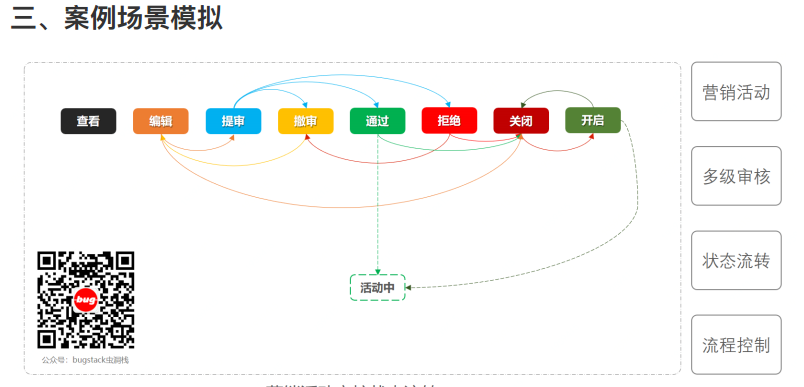 三、案例场景模拟
查看
编辑
提审
撤审
通过
拒绝
关闭
开启
活动中
营销活动
多级审核
状态流转
流程控制
bug
公众号：bugstack虫洞栈